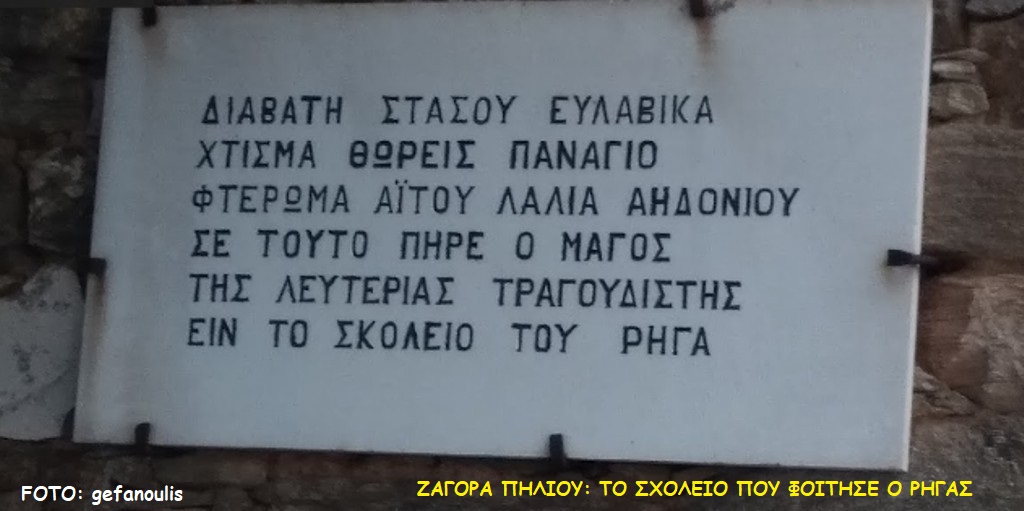 ΔΙΑΒΑΤΗ ΣΤΑΣΟΥ ΕΥΛΑΒΙΚΑ
ΧΤΙΣΜΑ ΘΩΡΕΙΣ ΠΑΝΑΓΙΟ
ΦΤΕΡΩΜΑ ΑΪΤΟΥ ΛΑΛΙΑ ΑΗΔΟΝΙΟΥ
ΣΕ ΤΟΥΤΟ ΠΗΡΕ Ο ΜΑΓΟΣ
ΤΗΣ ΛΕΥΤΕΡΙΑΣ ΤΡΑΓΟΥΔΙΣΤΗΣ
ΕΙΝ ΤΟ ΣΚΟΛΕΙΟ ΤΟΥ ΡΗΓΑ
FOTO: gefanoulis
ΖΑΓΟΡΑ ΠΗΛΙΟΥ: ΤΟ ΣΧΟΛΕΙΟ ΠΟΥ ΦΟΙΤΗΣΕ Ο ΡΗΓΑΣ